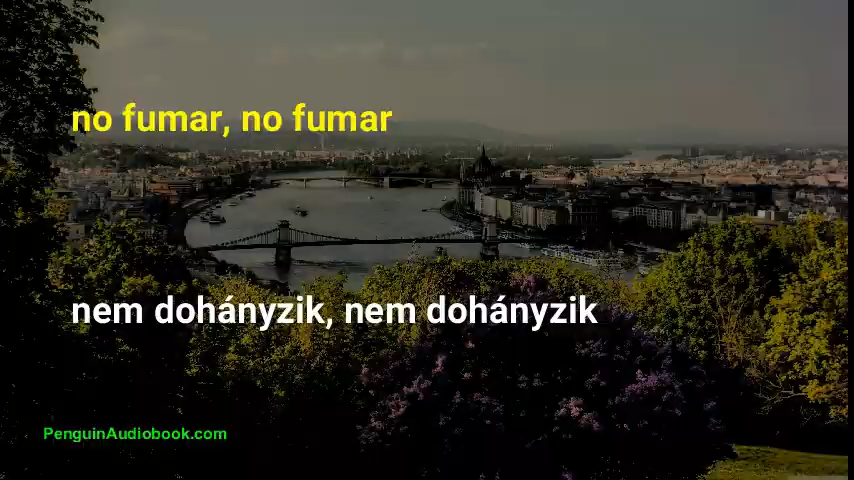 no fumar, no fumar
nem dohányzik, nem dohányzik
PenguinAudiobook.com